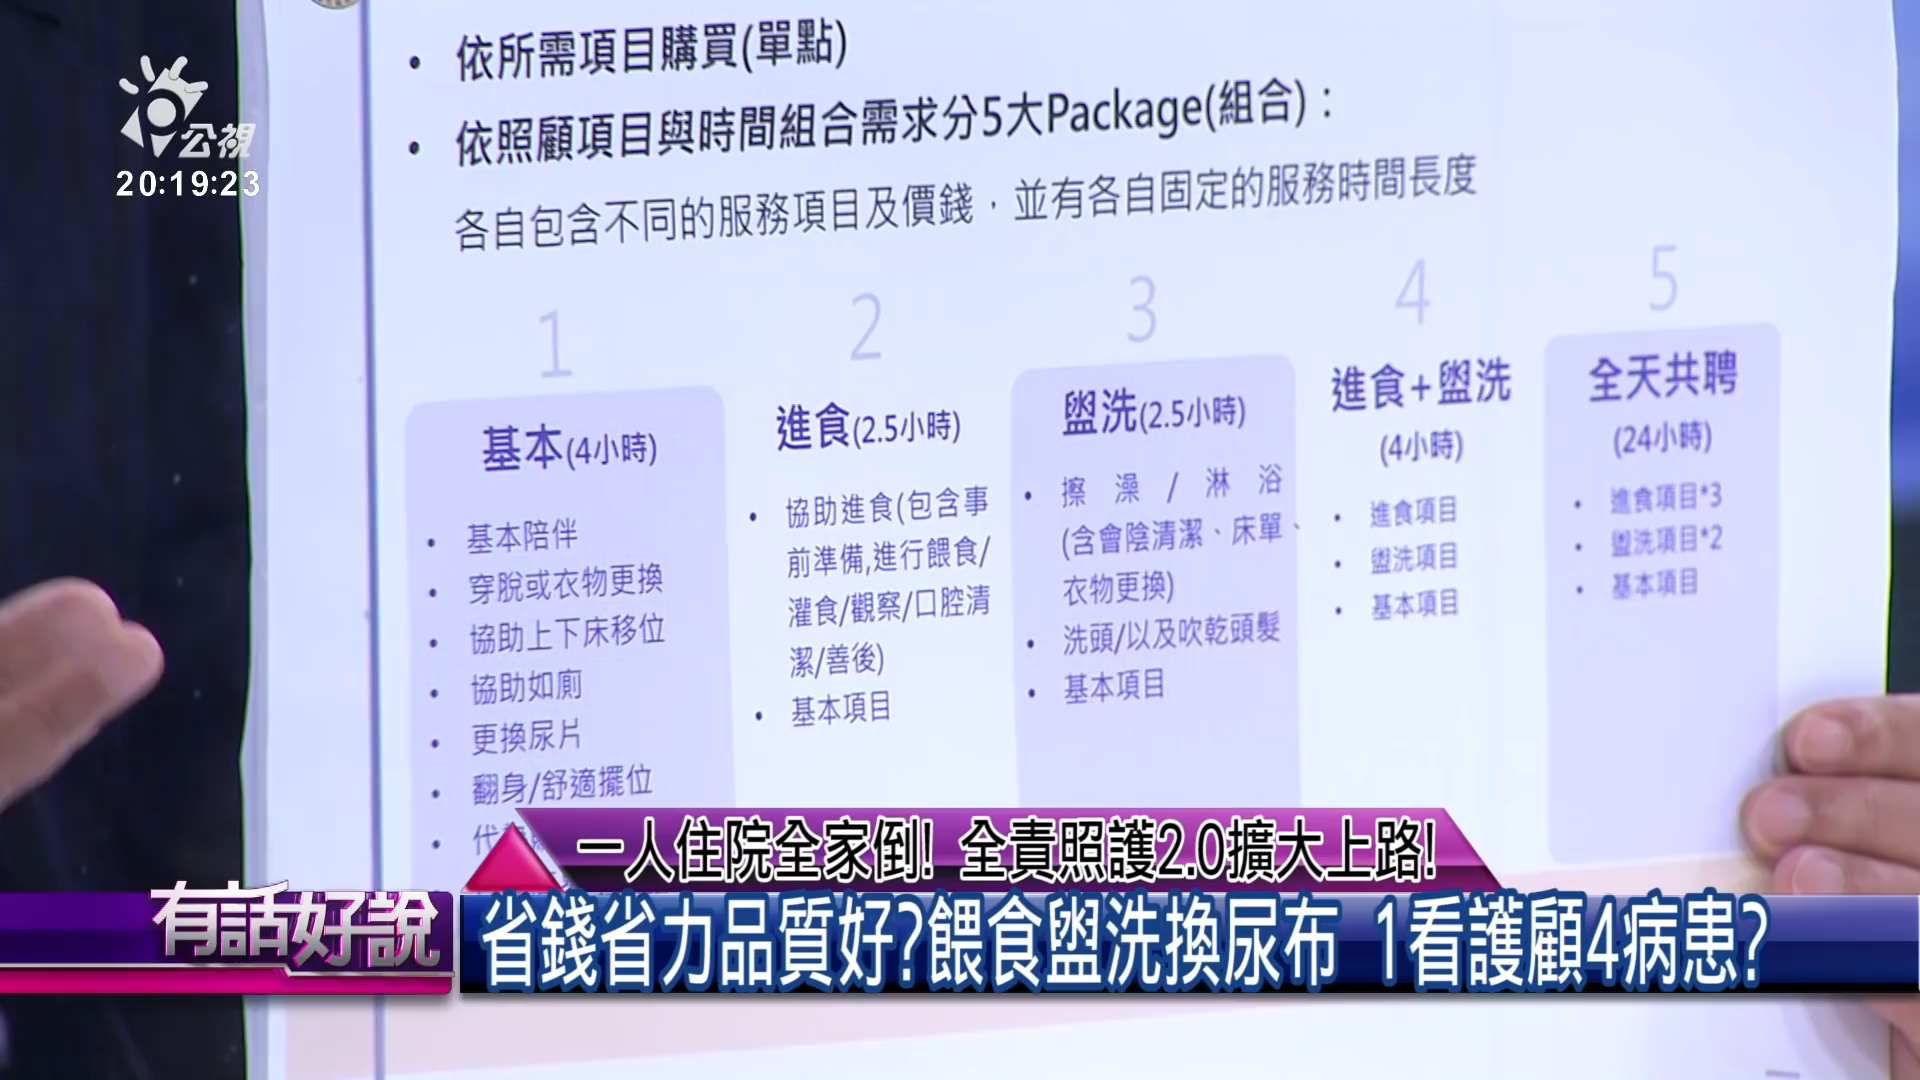 公視
20:19:23
• 依所需項目購買(單點)
• 依照顧項目與時間組合需求分5大Package(組合)：
各自包含不同的服務項目及價錢，並有各自固定的服務時間長度
1
基本(4小時)
• 基本陪伴
• 穿脫或衣物更換
• 協助上下床移位
• 協助如廁
• 更換尿片
• 翻身/舒適擺位
• 代
2
進食(2.5小時)
• 協助進食(包含事
前準備,進行餵食/
灌食/觀察/口腔清
潔/善後)
• 基本項目
3
盥洗(2.5小時)
• 擦澡/淋浴
(含會陰清潔、床單、
衣物更換)
• 洗頭/以及吹乾頭髮
• 基本項目
4
進食+盥洗
(4小時)
• 進食項目
• 盥洗項目
• 基本項目
5
全天共聘
(24小時)
• 進食項目*3
• 盥洗項目*2
• 基本項目
一人住院全家倒! 全責照護2.0擴大上路!
有話好說
省錢省力品質好?餵食盥洗換尿布 1看護顧4病患?